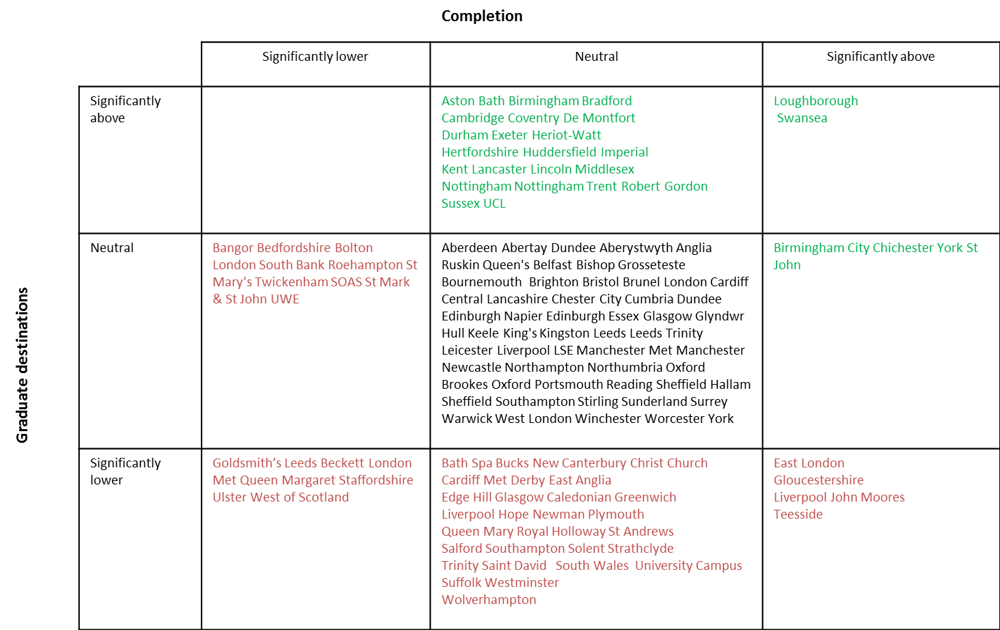 Completion
Significantly lower
Neutral
Significantly above
Graduate destinations
Significantly
above
Aston Bath Birmingham Bradford
Cambridge Coventry De Montfort
Durham Exeter Heriot-Watt
Hertfordshire Huddersfield Imperial
Kent Lancaster Lincoln Middlesex
Nottingham Nottingham Trent Robert Gordon
Sussex UCL
Loughborough
Swansea
Neutral
Bangor Bedfordshire Bolton
London South Bank Roehampton St
Mary's Twickenham SOAS St Mark
& St John UWE
Aberdeen Abertay Dundee Aberystwyth Anglia
Ruskin Queen's Belfast Bishop Grosseteste
Bournemouth Brighton Bristol Brunel London Cardiff
Central Lancashire Chester City Cumbria Dundee
Edinburgh Napier Edinburgh Essex Glasgow Glyndwr
Hull Keele King's Kingston Leeds Leeds Trinity
Leicester Liverpool LSE Manchester Met Manchester
Newcastle Northampton Northumbria Oxford
Brookes Oxford Portsmouth Reading Sheffield Hallam
Sheffield Southampton Stirling Sunderland Surrey
Warwick West London Winchester Worcester York
Birmingham City Chichester York St
John
Significantly
lower
Goldsmith’s Leeds Beckett London
Met Queen Margaret Staffordshire
Ulster West of Scotland
Bath Spa Bucks New Canterbury Christ Church
Cardiff Met Derby East Anglia
Edge Hill Glasgow Caledonian Greenwich
Liverpool Hope Newman Plymouth
Queen Mary Royal Holloway St Andrews
Salford Southampton Solent Strathclyde
Trinity Saint David South Wales University Campus
Suffolk Westminster
Wolverhampton
East London
Gloucestershire
Liverpool John Moores
Teesside